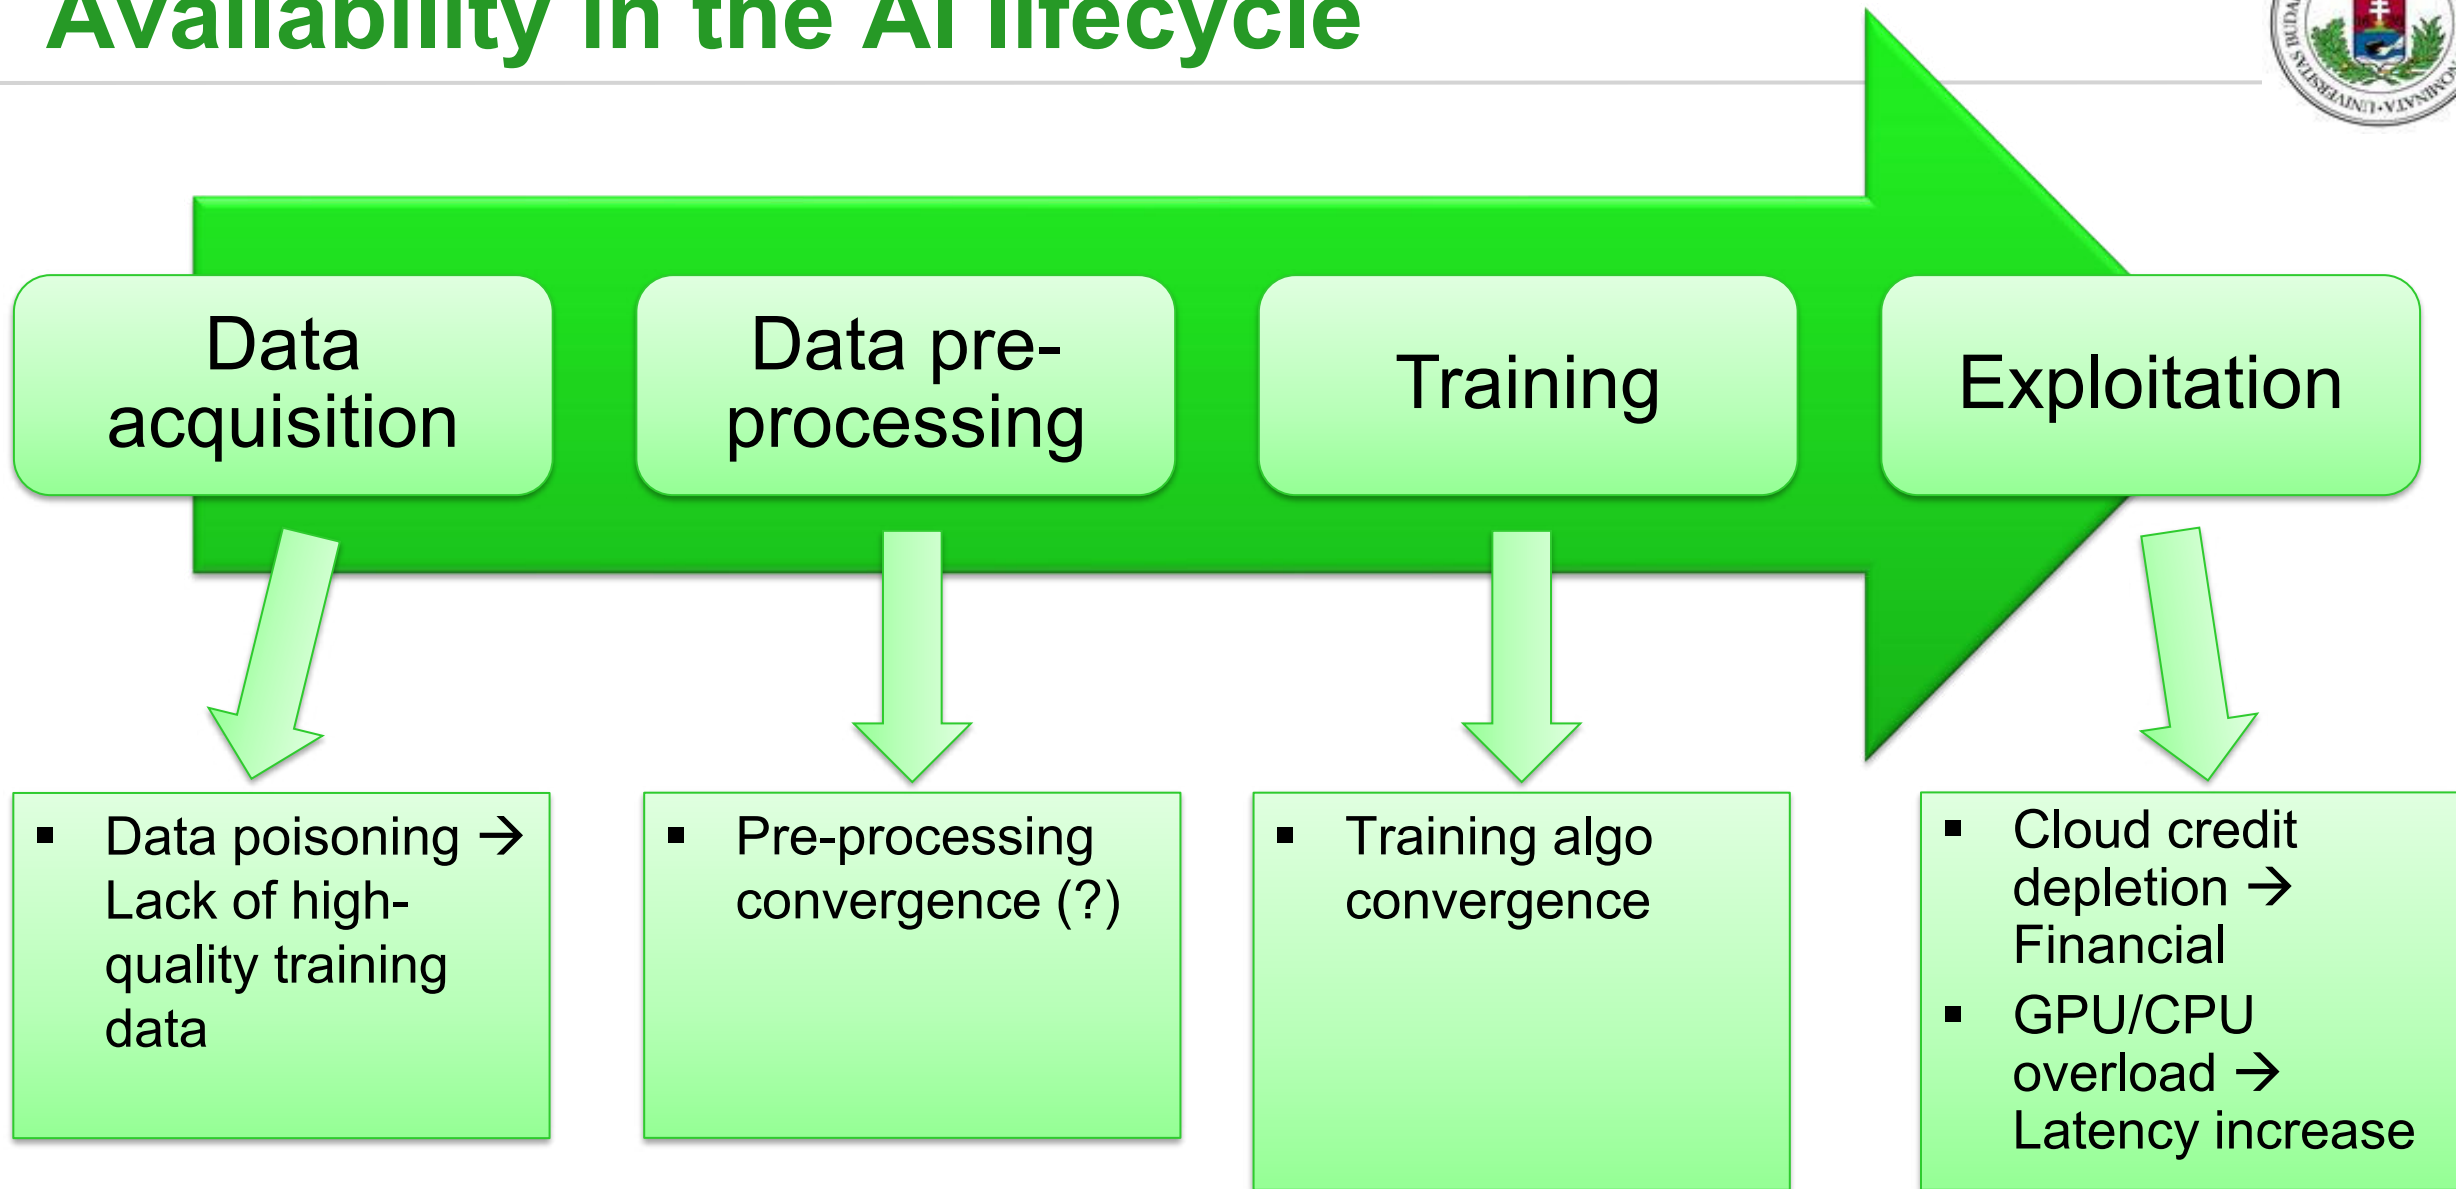 Availability in the AI lifecycle
Data
acquisition
Data pre-
processing
Training
Exploitation
▪ Data poisoning →
Lack of high-
quality training
data
▪ Pre-processing
convergence (?)
▪ Training algo
convergence
▪ Cloud credit
depletion →
Financial
▪ GPU/CPU
overload →
Latency increase